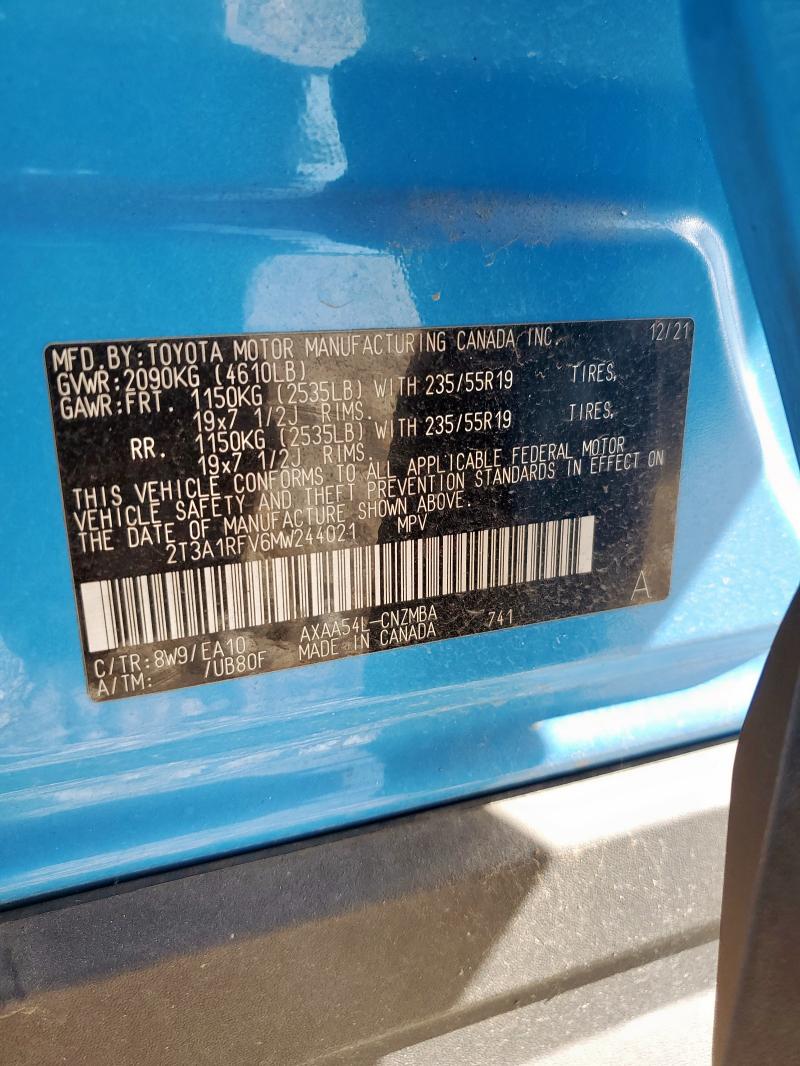 MFD. BY: TOYOTA MOTOR MANUFACTURING CANADA INC. 12/21
GVWR: 2090KG (4610LB)
GAWR: FRT. 1150KG (2535LB) WITH 235/55R19 TIRES,
19x7 1/2J RIMS.
RR. 1150KG (2535LB) WITH 235/55R19 TIRES,
19x7 1/2J RIMS.
THIS VEHICLE CONFORMS TO ALL APPLICABLE FEDERAL MOTOR
VEHICLE SAFETY AND THEFT PREVENTION STANDARDS IN EFFECT ON
THE DATE OF MANUFACTURE SHOWN ABOVE.
2T3A1RFV6MW244021 MPV
A
C/TR: 8W9/EA10 AXAA54L-CNZMBA 741
A/TM: /UB80F MADE IN CANADA